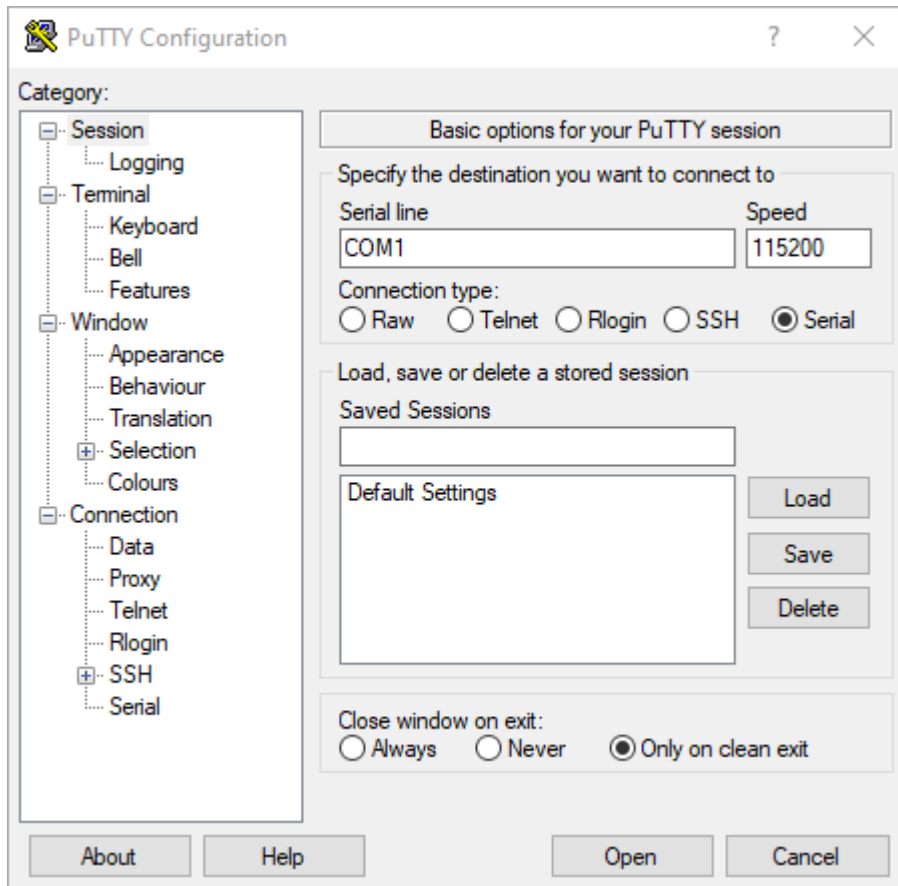 PuTTY Configuration
?
Category:
Session
Logging
Terminal
Keyboard
Bell
Features
Window
Appearance
Behaviour
Translation
Selection
Colours
Connection
Data
Proxy
Telnet
Rlogin
SSH
Serial
Basic options for your PuTTY session
Specify the destination you want to connect to
Serial line Speed
COM1 115200
Connection type:
Raw Telnet Rlogin SSH Serial
Load, save or delete a stored session
Saved Sessions
Default Settings
Load
Save
Delete
Close window on exit:
Always Never Only on clean exit
About Help Open Cancel